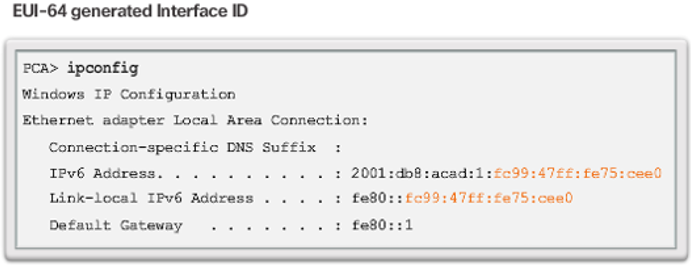 EUI-64 generated Interface ID
PCA> ipconfig
Windows IP Configuration
Ethernet adapter Local Area Connection:
Connection-specific DNS Suffix :
IPv6 Address. . . . . . . . . . . : 2001:db8:acad:1:fc99:47ff:fe75:cee0
Link-local IPv6 Address . . . . . : fe80::fc99:47ff:fe75:cee0
Default Gateway . . . . . . : fe80::1